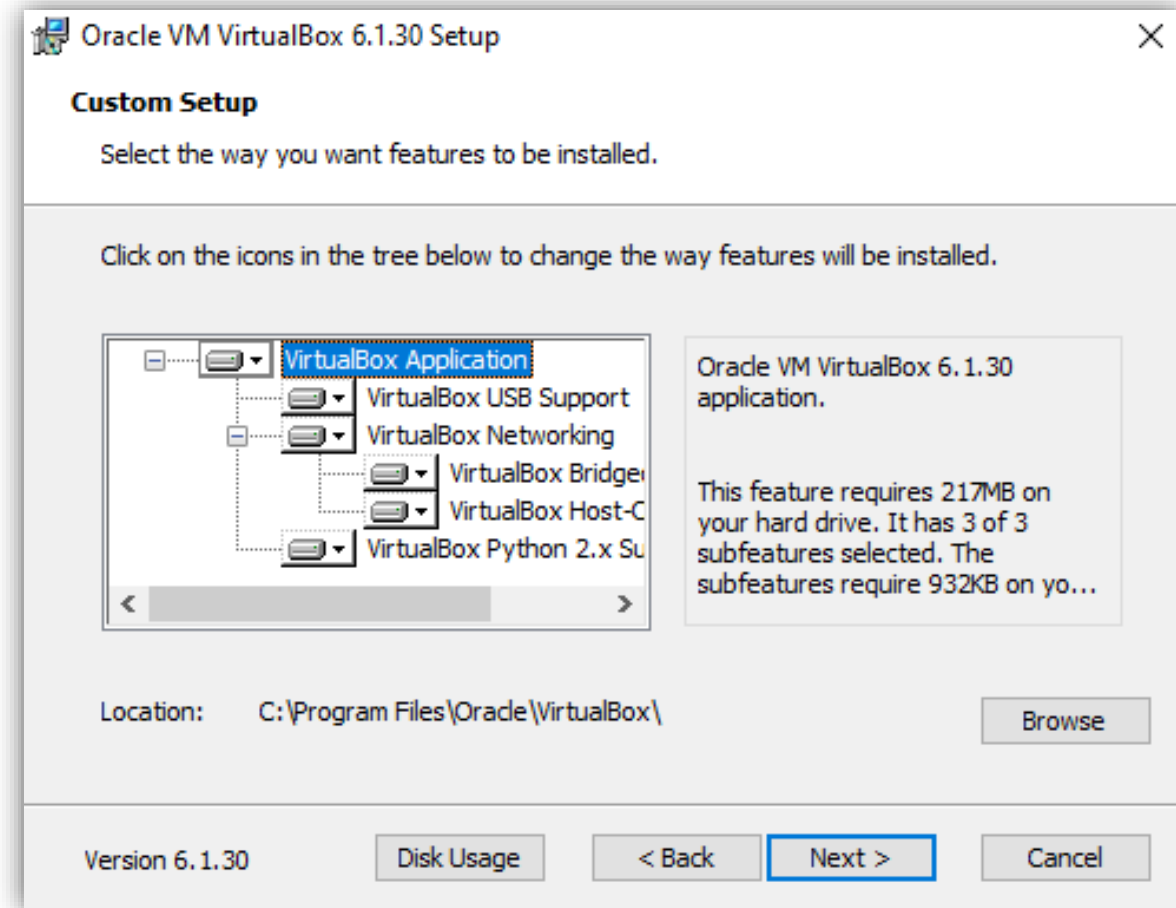 Oracle VM VirtualBox 6.1.30 Setup
Custom Setup
Select the way you want features to be installed.
Click on the icons in the tree below to change the way features will be installed.
VirtualBox Application
VirtualBox USB Support
VirtualBox Networking
VirtualBox Bridge
VirtualBox Host-C
VirtualBox Python 2.x Su
Oracle VM VirtualBox 6.1.30
application.
This feature requires 217MB on
your hard drive. It has 3 of 3
subfeatures selected. The
subfeatures require 932KB on yo...
Location: C:\Program Files\Oracle\VirtualBox\
Browse
Version 6.1.30
Disk Usage
< Back
Next >
Cancel